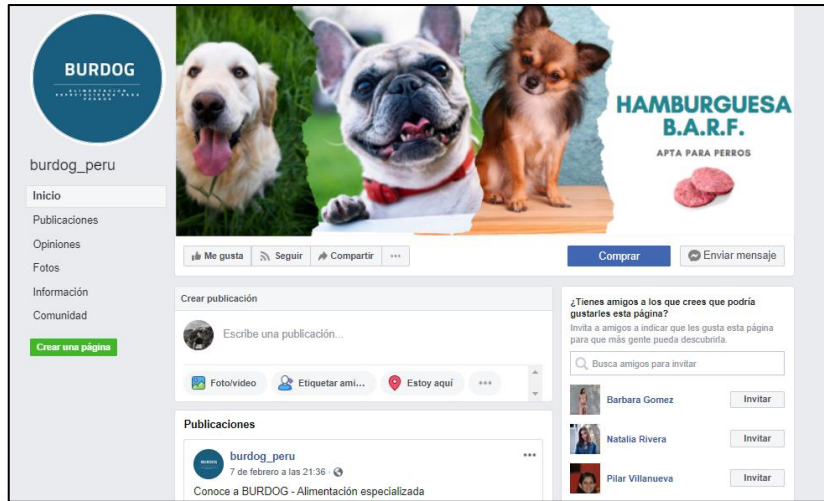 BURDOG
ALIMENTACIÓN
ESPECIALIZADA PARA
PERROS
burdog_peru
Inicio
Publicaciones
Opiniones
Fotos
Información
Comunidad
Crear una página
HAMBURGUESA
B.A.R.F.
APTA PARA PERROS
Me gusta
Seguir
Compartir
...
Comprar
Enviar mensaje
Crear publicación
Escribe una publicación...
Foto/video
Etiquetar ami...
Estoy aquí
...
Publicaciones
burdog_peru
7 de febrero a las 21:36 ·
...
Conoce a BURDOG - Alimentación especializada
¿Tienes amigos a los que crees que podría
gustarles esta página?
Invita a amigos a indicar que les gusta esta página
para que más gente pueda descubrirla.
Busca amigos para invitar
Barbara Gomez
Invitar
Natalia Rivera
Invitar
Pilar Villanueva
Invitar